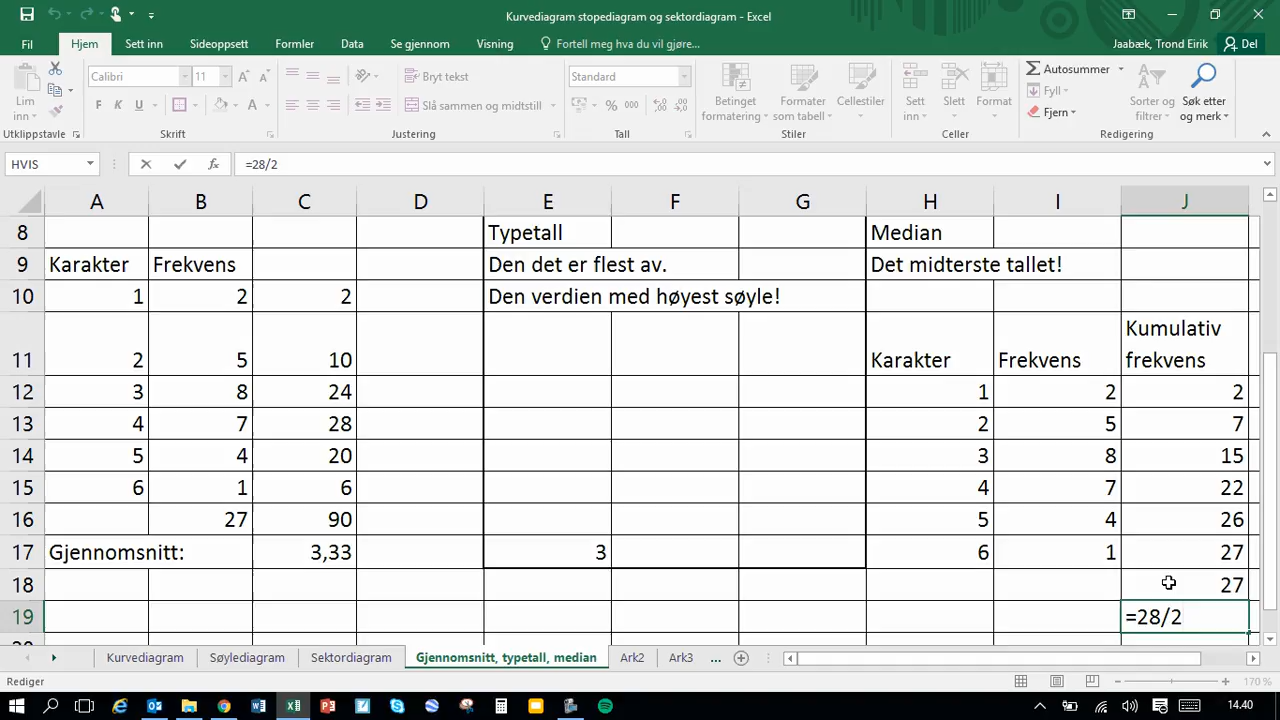 Kurvediagram stopediagram og sektordiagram - Excel
Fil Hjem Sett inn Sideoppsett Formler Data Se gjennom Visning Fortell meg hva du vil gjøre... Jaabæk, Trond Eirik Del
Lim inn
Utklippstavle
Calibri 11
F K U
Skrift
Bryt tekst
Slå sammen og midtstill
Justering
Standard
% 000
Tall
Betinget formatering
Formater som tabell
Cellestiler
Stiler
Sett inn
Slett
Format
Celler
Autosummer
Fyll
Fjern
Sorter og filtrer
Søk etter og merk
Redigering
HVIS fx =28/2
A B C D E F G H I J
8 Typetall Median
9 Karakter Frekvens Den det er flest av. Det midterste tallet!
10 1 2 2 Den verdien med høyest søyle!
Kumulativ
11 2 5 10 Karakter Frekvens frekvens
12 3 8 24 1 2 2
13 4 7 28 2 5 7
14 5 4 20 3 8 15
15 6 1 6 4 7 22
16 27 90 5 4 26
17 Gjennomsnitt: 3,33 3 6 1 27
18 27
19 =28/2
Kurvediagram Søylediagram Sektordiagram Gjennomsnitt, typetall, median Ark2 Ark3 ...
Rediger 170 %
14.40